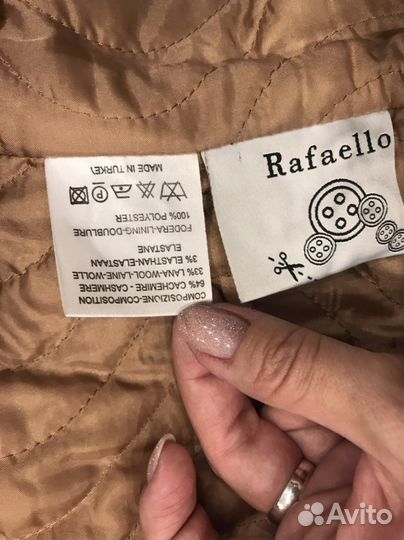 COMPOSIZIONE-COMPOSITION
64% CACHEMIRE - CASHMERE
33% LANA-WOOL-LAINE-WOLLE
3% ELASTHAN-ELASTAAN
ELASTANE
FODERA-LINING-DOUBLURE
100% POLYESTER
P
MADE IN TURKEY
Rafaello
Avito